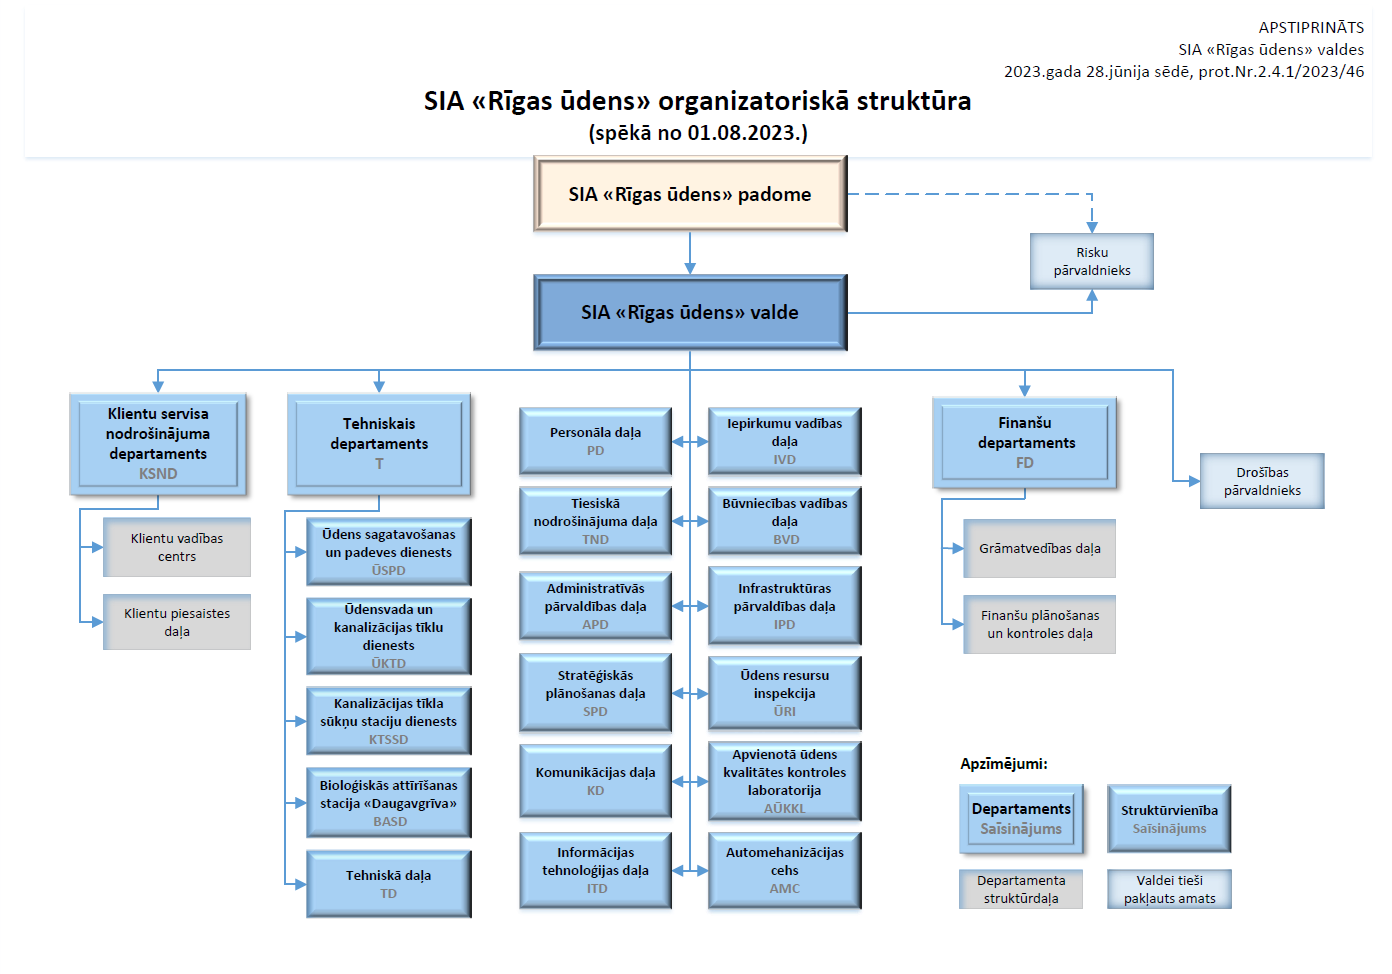 APSTIPRINĀTS
SIA «Rīgas ūdens» valdes
2023.gada 28.jūnija sēdē, prot.Nr.2.4.1/2023/46
SIA «Rīgas ūdens» organizatoriskā struktūra
(spēkā no 01.08.2023.)
SIA «Rīgas ūdens» padome
Risku
pārvaldnieks
SIA «Rīgas ūdens» valde
Klientu servisa
nodrošinājuma
departaments
KSND
Klientu vadības
centrs
Klientu piesaistes
daļa
Tehniskais
departaments
T
Ūdens sagatavošanas
un padeves dienests
ŪSPD
Ūdensvada un
kanalizācijas tīklu
dienests
ŪKTD
Kanalizācijas tīkla
sūkņu staciju dienests
KTSSD
Bioloģiskās attīrīšanas
stacija «Daugavgrīva»
BASD
Tehniskā daļa
TD
Personāla daļa
PD
Tiesiskā
nodrošinājuma daļa
TND
Administratīvās
pārvaldības daļa
APD
Stratēģiskās
plānošanas daļa
SPD
Komunikācijas daļa
KD
Informācijas
tehnoloģijas daļa
ITD
Iepirkumu vadības
daļa
IVD
Būvniecības vadības
daļa
BVD
Infrastruktūras
pārvaldības daļa
IPD
Ūdens resursu
inspekcija
ŪRI
Apvienotā ūdens
kvalitātes kontroles
laboratorija
AŪKKL
Automehanizācijas
cehs
AMC
Finanšu
departaments
FD
Grāmatvedības daļa
Finanšu plānošanas
un kontroles daļa
Drošības
pārvaldnieks
Apzīmējumi:
Departaments
Saīsinājums
Struktūrvienība
Saīsinājums
Departamenta
struktūrdaļa
Valdei tieši
pakļauts amats